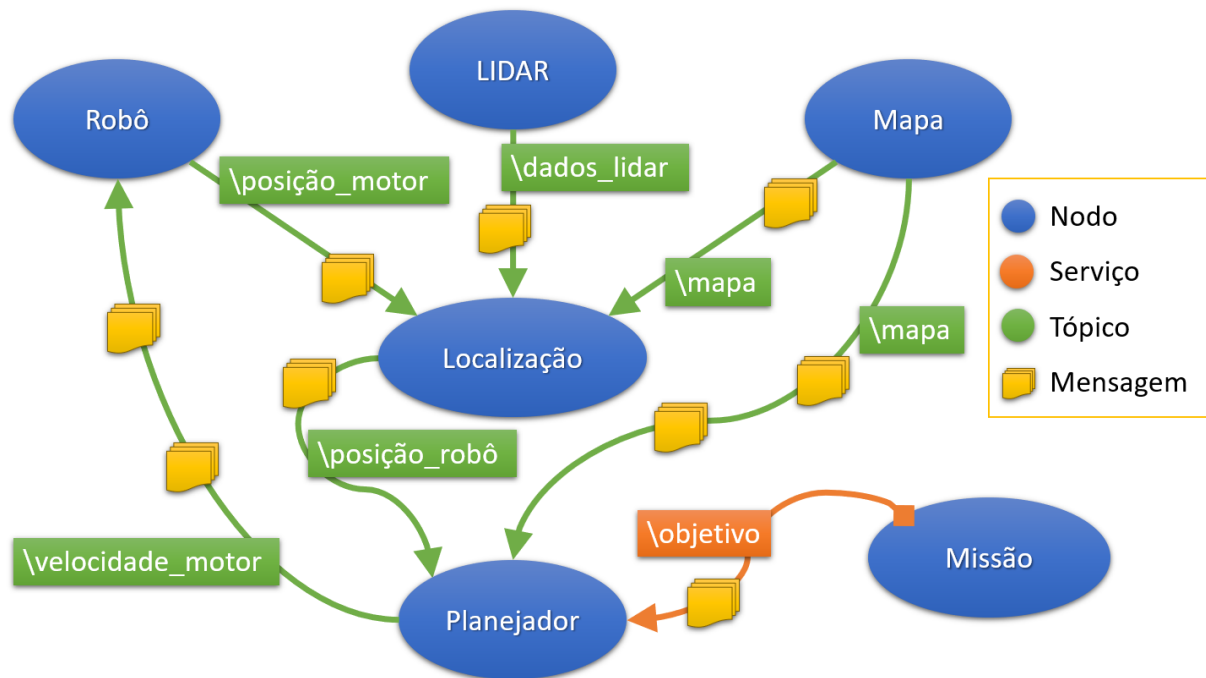 LIDAR
Robô
Mapa
\posição_motor
\dados_lidar
Nodo
Serviço
\mapa
Tópico
\mapa
Localização
Mensagem
\posição_robô
\objetivo
\velocidade_motor
Missão
Planejador